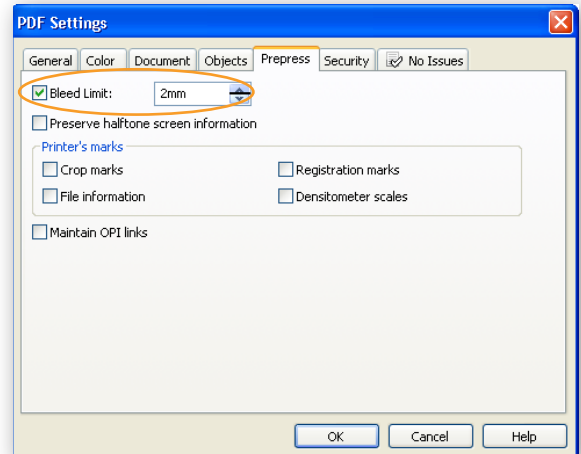 PDF Settings
General Color Document Objects Prepress Security No Issues
Bleed Limit: 2mm
Preserve halftone screen information
Printer's marks
Crop marks Registration marks
File information Densitometer scales
Maintain OPI links
OK Cancel Help